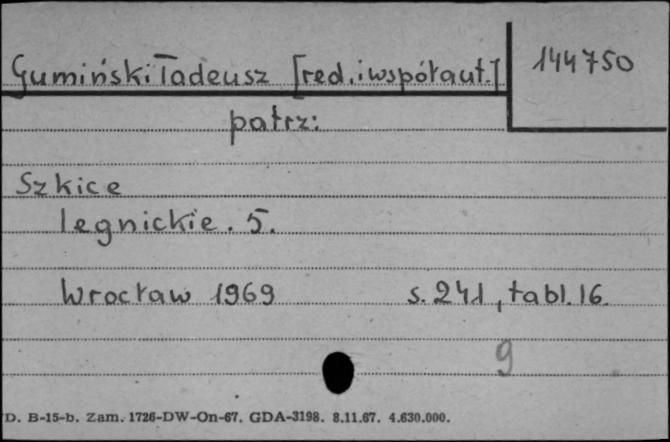 Gumiński Tadeusz [red. i współaut.]
144750
patrz:
Szkice
legnickie. 5.
Wrocław 1969 s. 241, tabl. 16.
9
D. B-15-b. Zam. 1726-DW-On-67. GDA-3198. 8.11.67. 4.630.000.